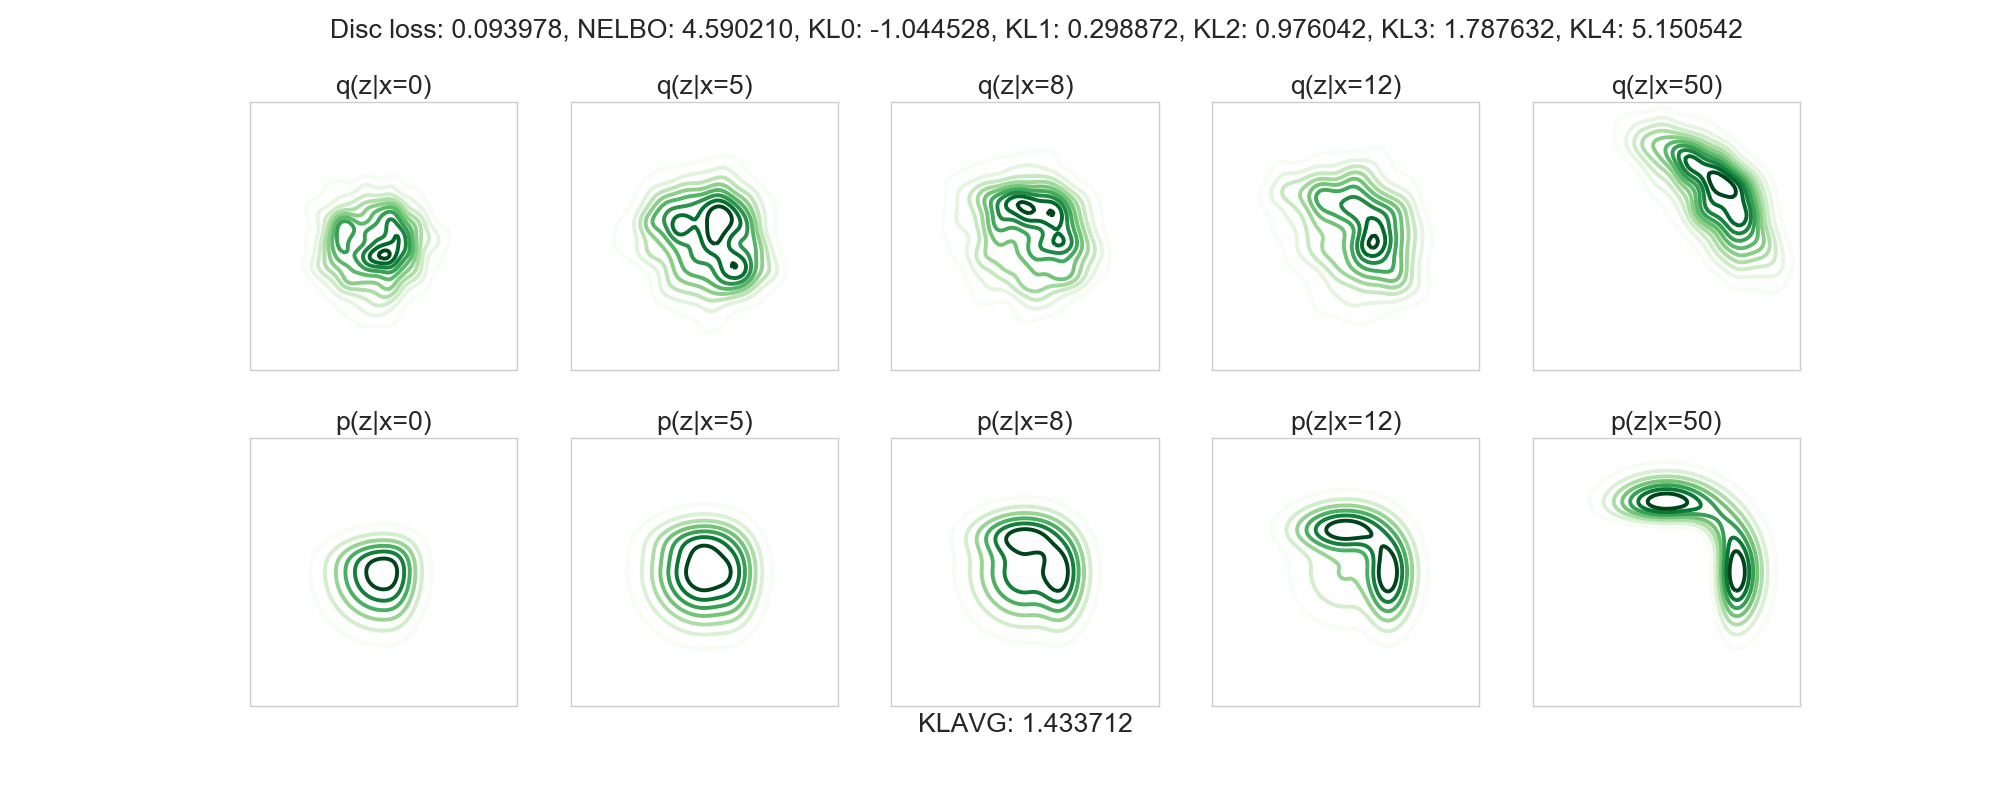 Disc loss: 0.093978, NELBO: 4.590210, KL0: -1.044528, KL1: 0.298872, KL2: 0.976042, KL3: 1.787632, KL4: 5.150542
q(z|x=0) q(z|x=5) q(z|x=8) q(z|x=12) q(z|x=50)
p(z|x=0) p(z|x=5) p(z|x=8) p(z|x=12) p(z|x=50)
KLAVG: 1.433712